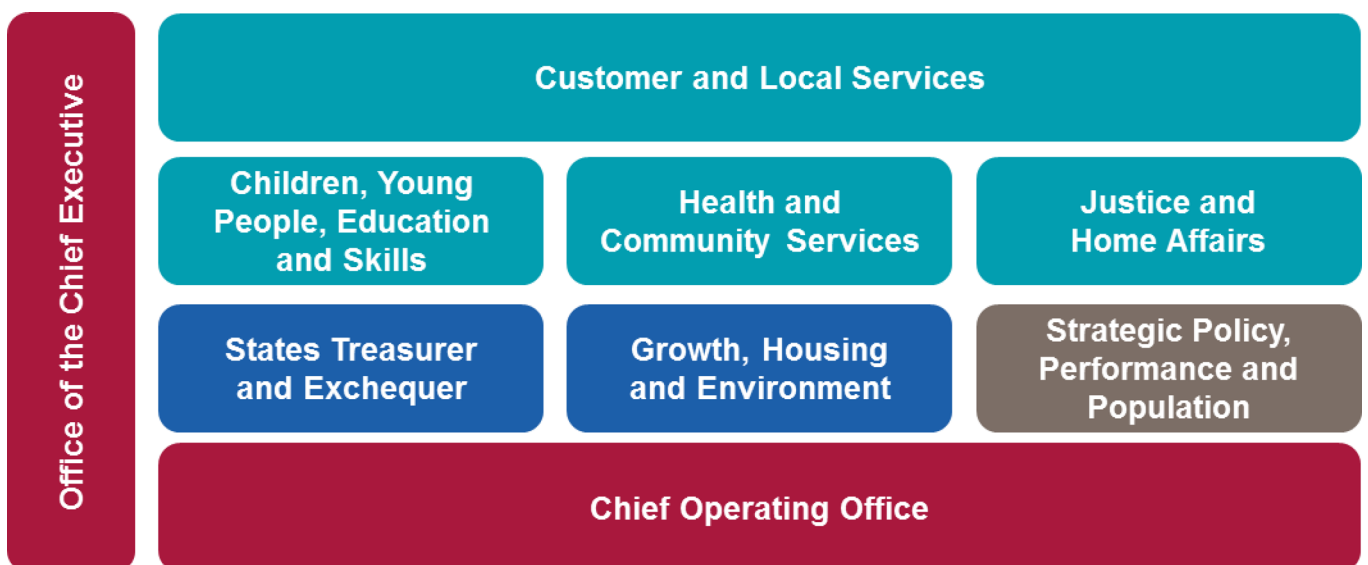 Office of the Chief Executive
Customer and Local Services
Children, Young
People, Education
and Skills
Health and
Community Services
Justice and
Home Affairs
States Treasurer
and Exchequer
Growth, Housing
and Environment
Strategic Policy,
Performance and
Population
Chief Operating Office